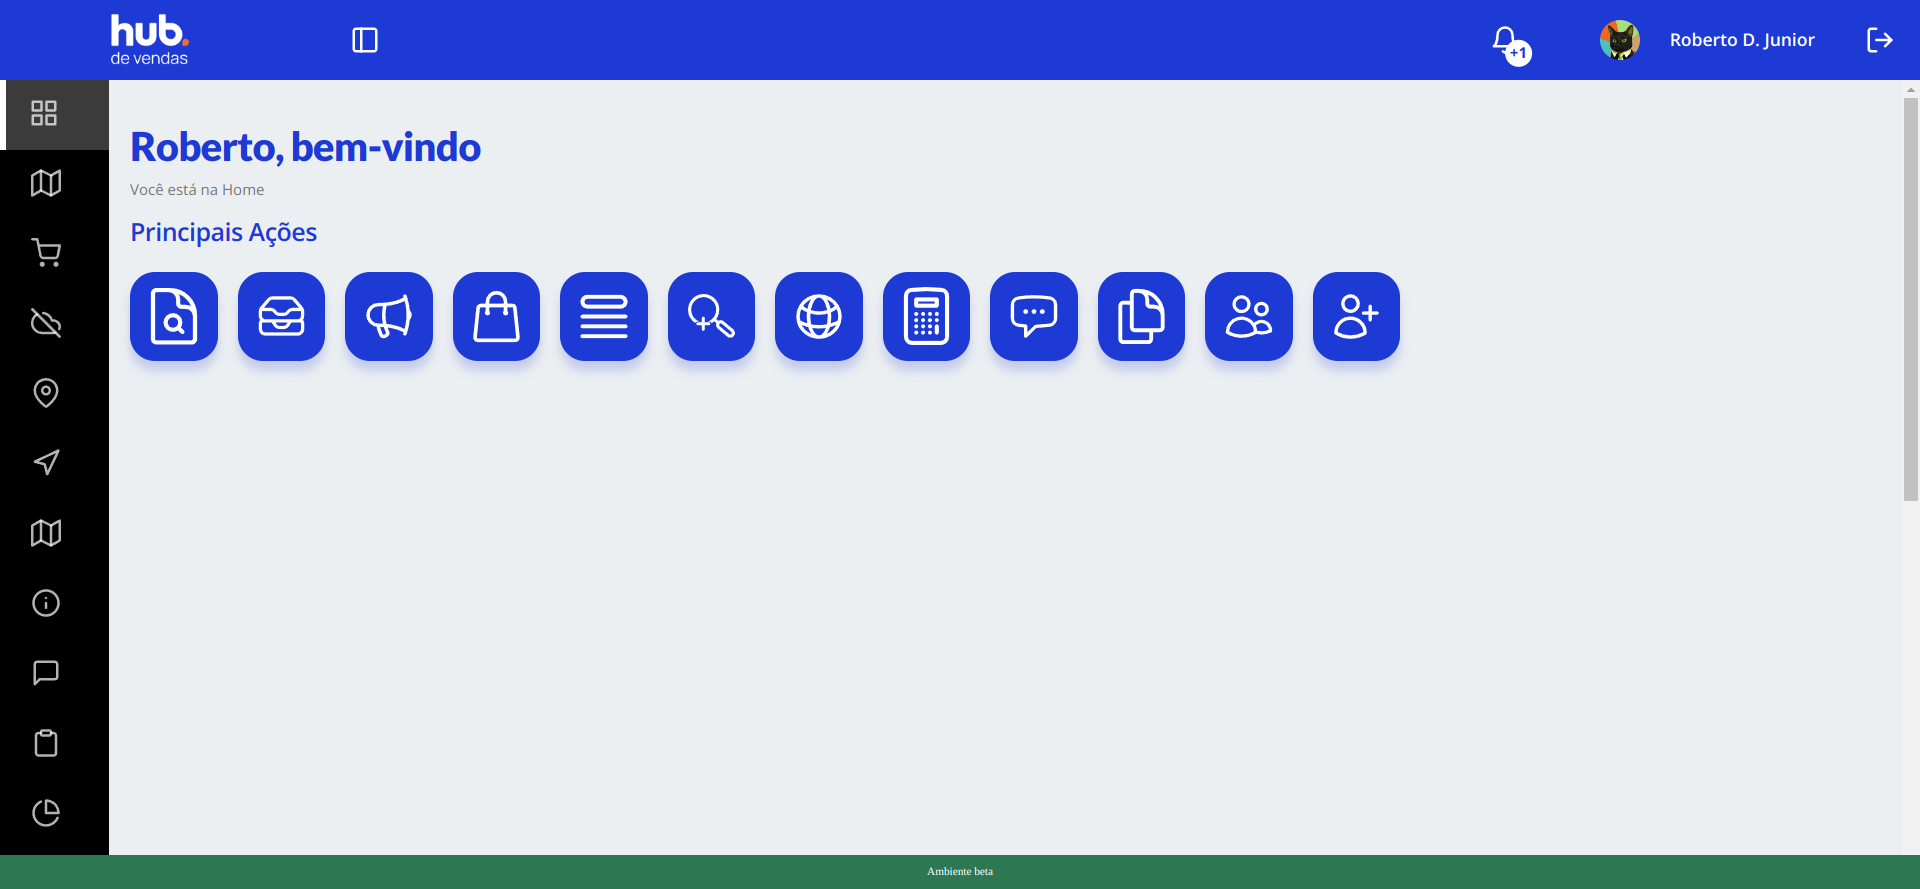 hub.
de vendas
+1
Roberto D. Junior
Roberto, bem-vindo
Você está na Home
Principais Ações
Ambiente beta